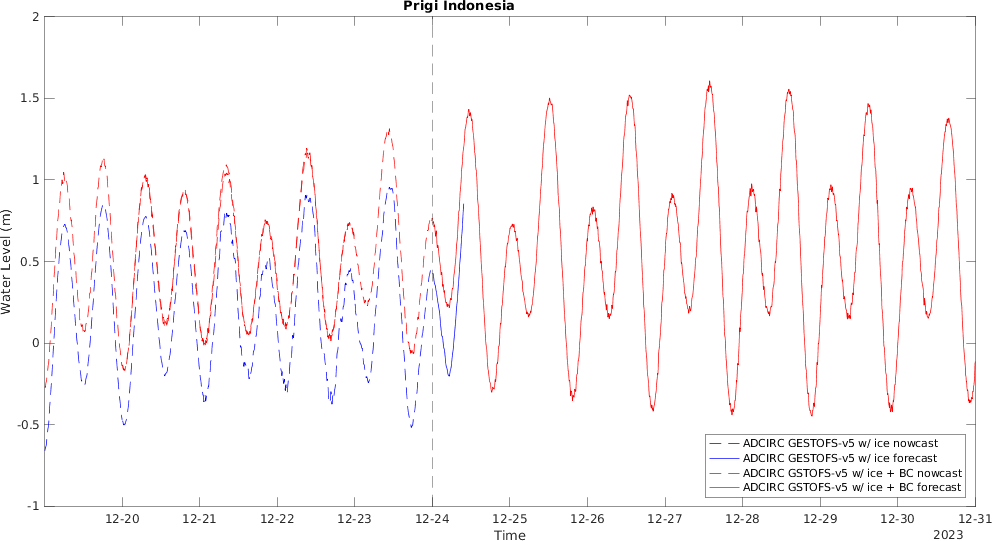 Prigi Indonesia
2
1.5
1
0.5
0
-0.5
-1
Water Level (m)
ADCIRC GESTOFS-v5 w/ ice nowcast
ADCIRC GESTOFS-v5 w/ ice forecast
ADCIRC GSTOFS-v5 w/ ice + BC nowcast
ADCIRC GSTOFS-v5 w/ ice + BC forecast
12-20 12-21 12-22 12-23 12-24 12-25 12-26 12-27 12-28 12-29 12-30 12-31
Time 2023